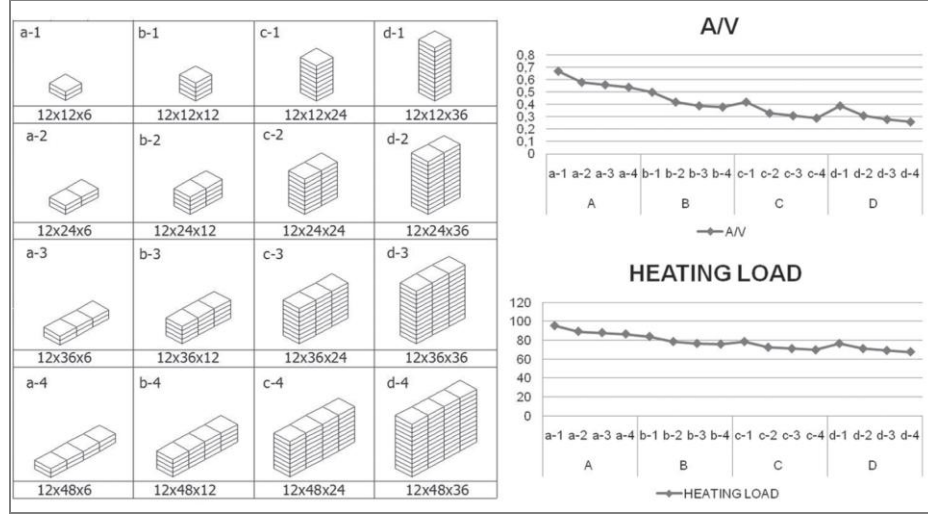 a-1 b-1 c-1 d-1
12x12x6 12x12x12 12x12x24 12x12x36
a-2 b-2 c-2 d-2
12x24x6 12x24x12 12x24x24 12x24x36
a-3 b-3 c-3 d-3
12x36x6 12x36x12 12x36x24 12x36x36
a-4 b-4 c-4 d-4
12x48x6 12x48x12 12x48x24 12x48x36
A/V
0,8
0,7
0,6
0,5
0,4
0,3
0,2
0,1
0
a-1 a-2 a-3 a-4 b-1 b-2 b-3 b-4 c-1 c-2 c-3 c-4 d-1 d-2 d-3 d-4
A B C D
A/V
HEATING LOAD
120
100
80
60
40
20
0
a-1 a-2 a-3 a-4 b-1 b-2 b-3 b-4 c-1 c-2 c-3 c-4 d-1 d-2 d-3 d-4
A B C D
HEATING LOAD